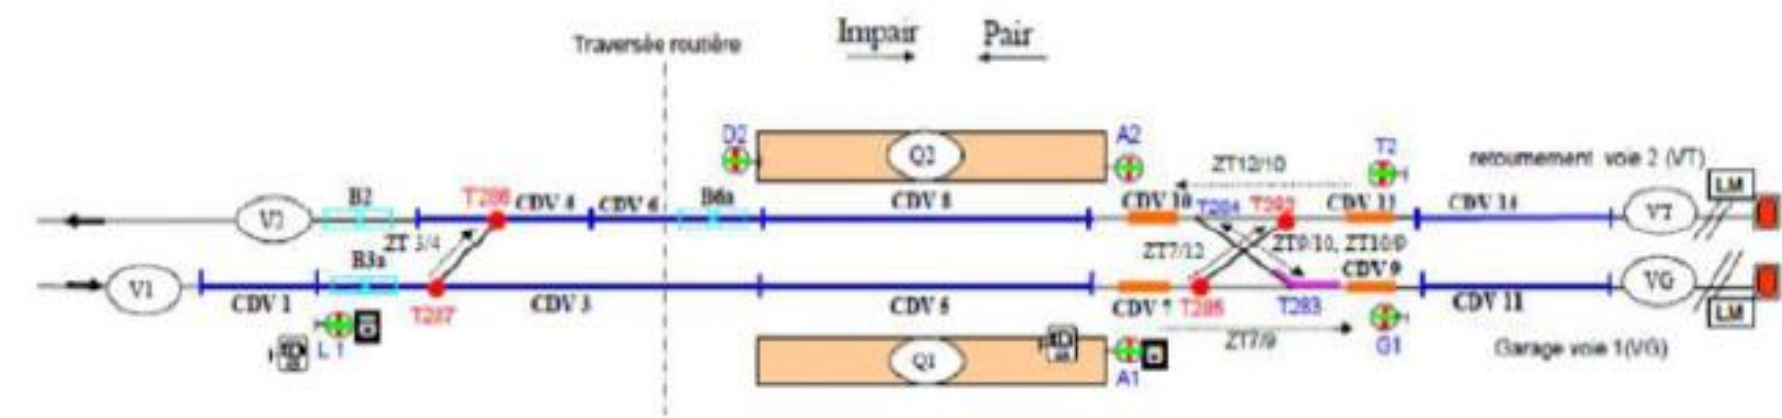 Impair
Pair
Traversée routière
D2
Q2
A2
T2
ZT12/10
retournement voie 2 (VT)
LM
V2
B2
T286
CDV 4
CDV 6
B6a
CDV 8
CDV 10
T284
T282
CDV 12
CDV 14
VT
ZT 3/4
B3a
ZT7/12
ZT9/10, ZT10/9
CDV 9
V1
CDV 1
T287
CDV 3
CDV 5
CDV 7
T285
T283
CDV 11
VG
LM
L 1
Q1
A1
ZT7/9
G1
Garage voie 1(VG)